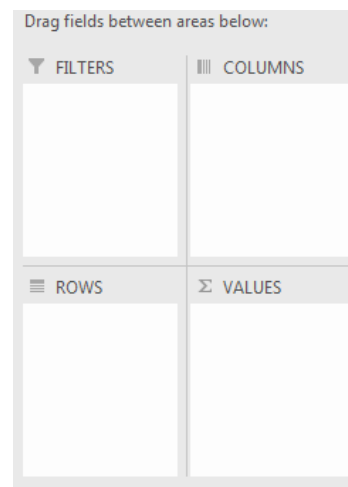 Drag fields between areas below:
FILTERS
COLUMNS
ROWS
Σ VALUES